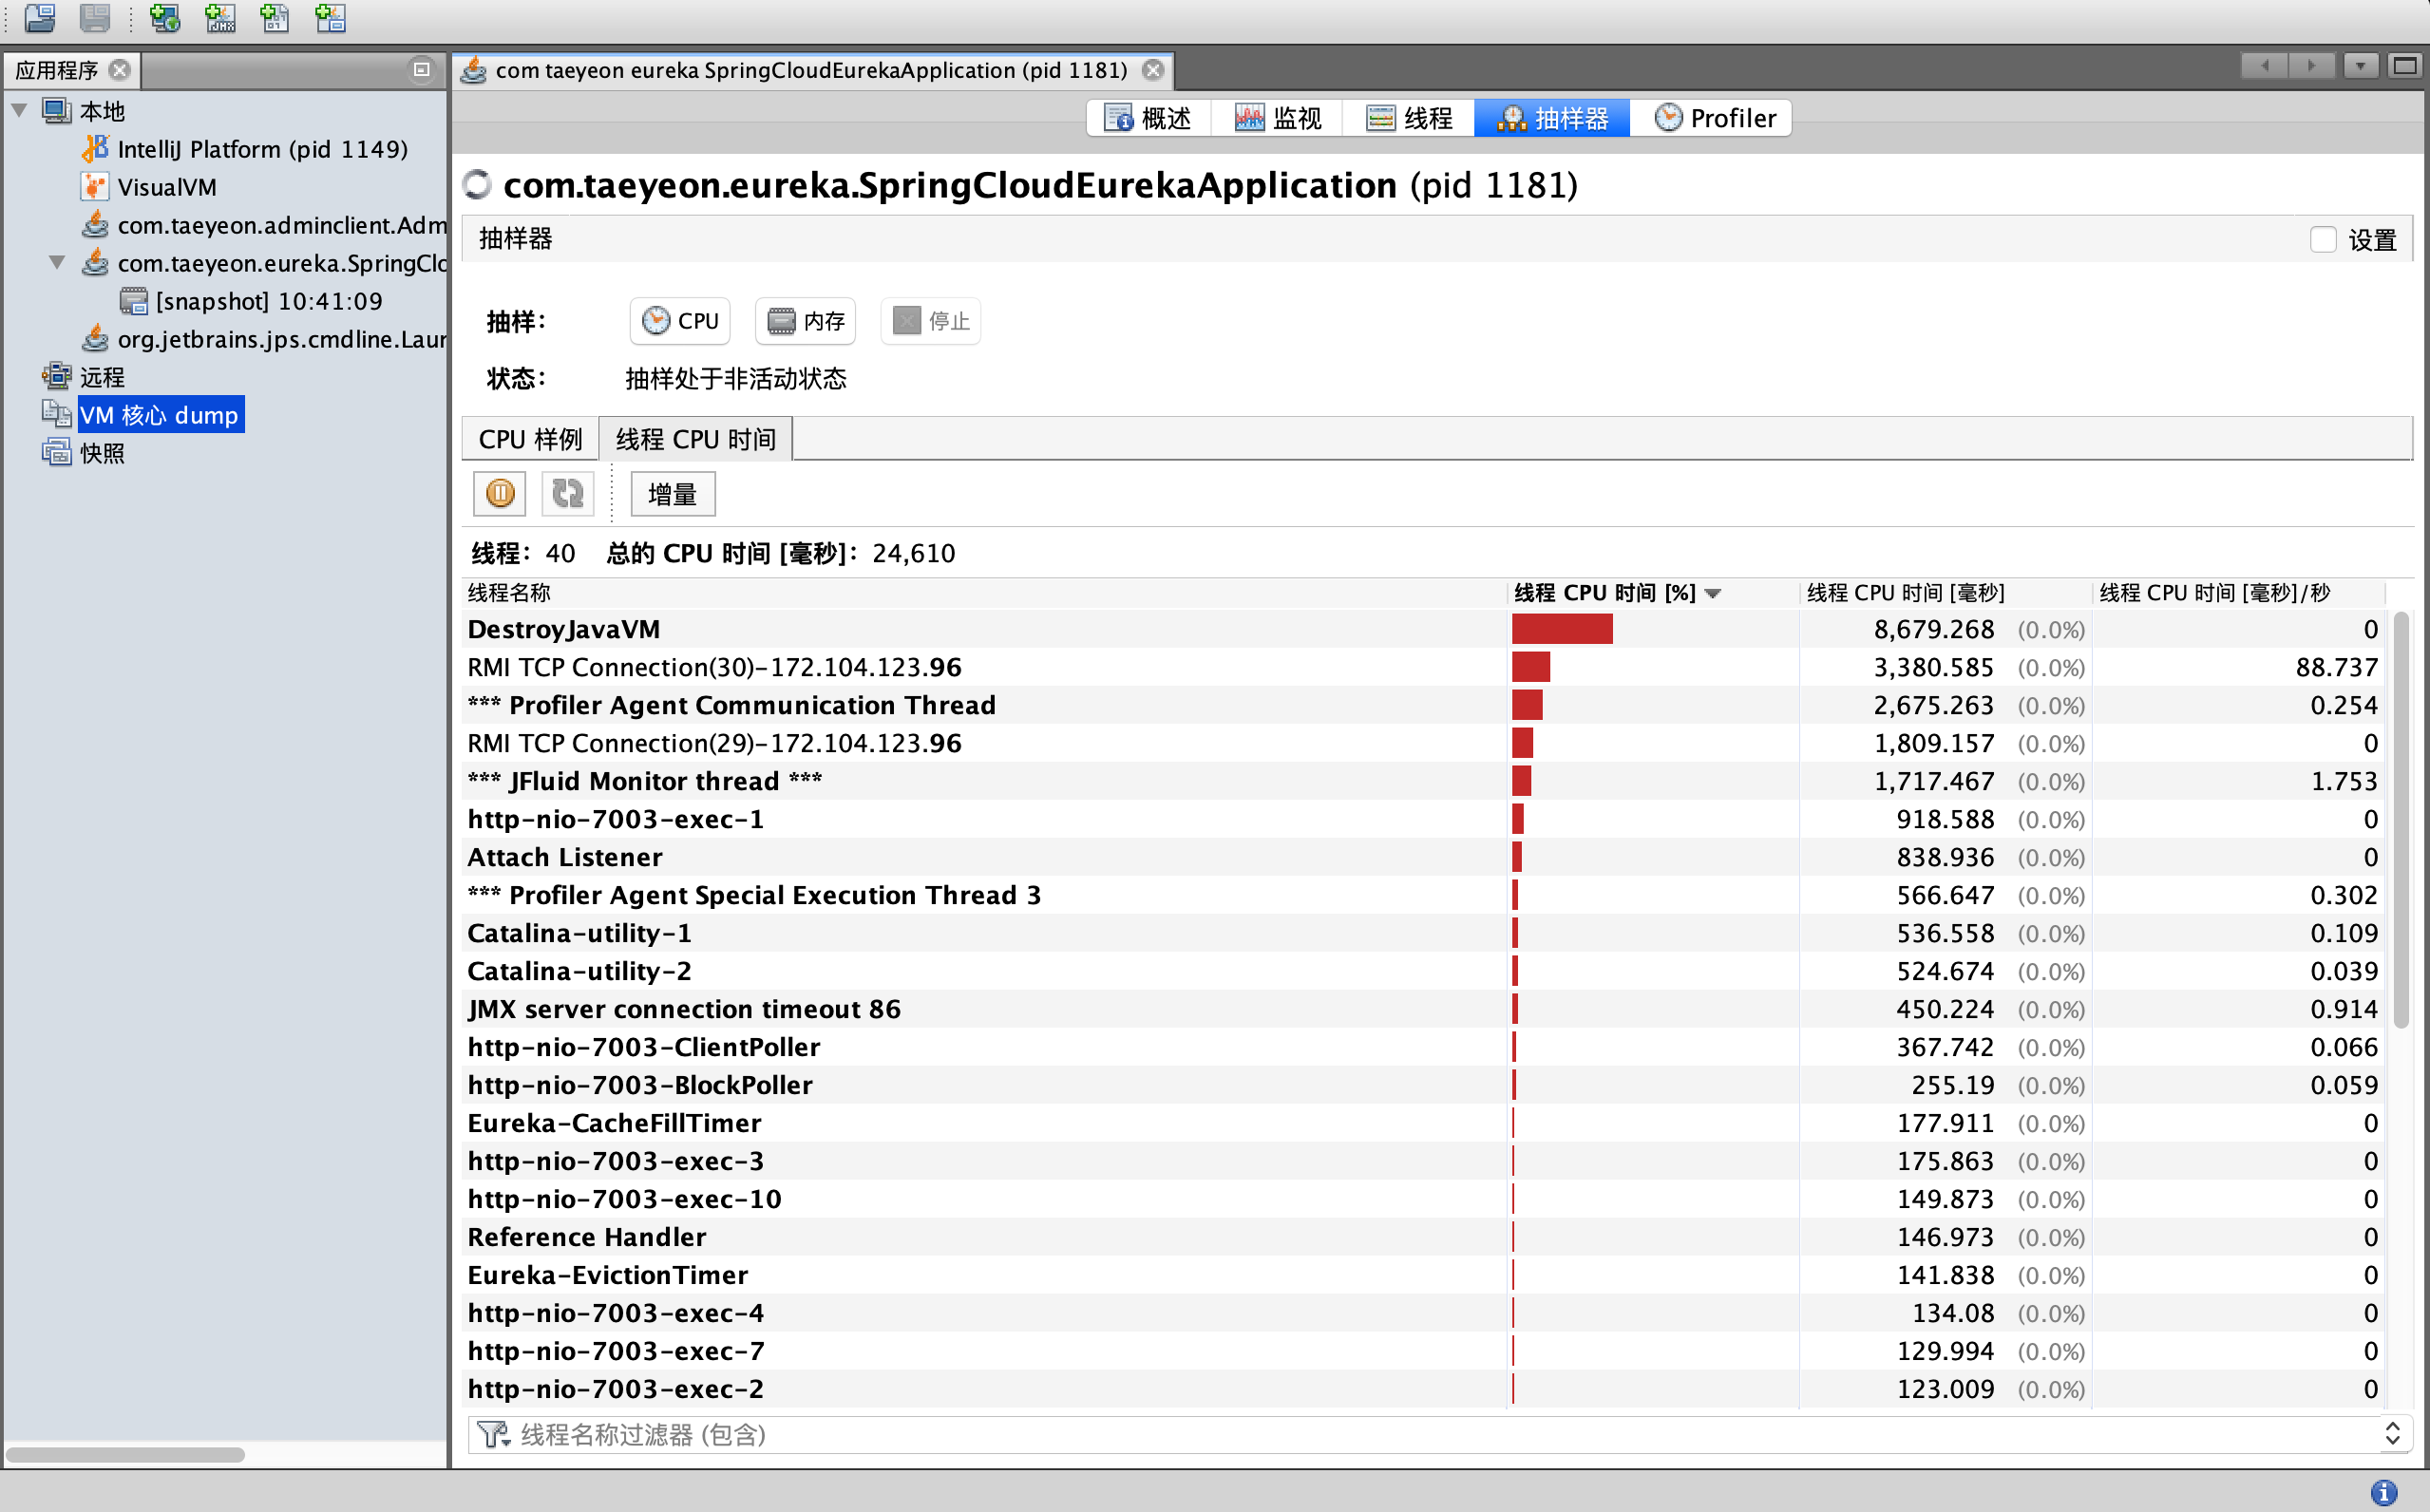 应用程序
本地
IntelliJ Platform (pid 1149)
VisualVM
com.taeyeon.adminclient.Adm
com.taeyeon.eureka.SpringClo
[snapshot] 10:41:09
org.jetbrains.jps.cmdline.Laun
远程
VM 核心 dump
快照
com taeyeon eureka SpringCloudEurekaApplication (pid 1181)
概述 监视 线程 抽样器 Profiler
com.taeyeon.eureka.SpringCloudEurekaApplication (pid 1181)
抽样器 设置
抽样： CPU 内存 停止
状态： 抽样处于非活动状态
CPU 样例 线程 CPU 时间
增量
线程： 40 总的 CPU 时间 [毫秒]： 24,610
线程名称 线程 CPU 时间 [%] 线程 CPU 时间 [毫秒] 线程 CPU 时间 [毫秒]/秒
DestroyJavaVM 8,679.268 (0.0%) 0
RMI TCP Connection(30)-172.104.123.96 3,380.585 (0.0%) 88.737
*** Profiler Agent Communication Thread 2,675.263 (0.0%) 0.254
RMI TCP Connection(29)-172.104.123.96 1,809.157 (0.0%) 0
*** JFluid Monitor thread *** 1,717.467 (0.0%) 1.753
http-nio-7003-exec-1 918.588 (0.0%) 0
Attach Listener 838.936 (0.0%) 0
*** Profiler Agent Special Execution Thread 3 566.647 (0.0%) 0.302
Catalina-utility-1 536.558 (0.0%) 0.109
Catalina-utility-2 524.674 (0.0%) 0.039
JMX server connection timeout 86 450.224 (0.0%) 0.914
http-nio-7003-ClientPoller 367.742 (0.0%) 0.066
http-nio-7003-BlockPoller 255.19 (0.0%) 0.059
Eureka-CacheFillTimer 177.911 (0.0%) 0
http-nio-7003-exec-3 175.863 (0.0%) 0
http-nio-7003-exec-10 149.873 (0.0%) 0
Reference Handler 146.973 (0.0%) 0
Eureka-EvictionTimer 141.838 (0.0%) 0
http-nio-7003-exec-4 134.08 (0.0%) 0
http-nio-7003-exec-7 129.994 (0.0%) 0
http-nio-7003-exec-2 123.009 (0.0%) 0
线程名称过滤器 (包含)